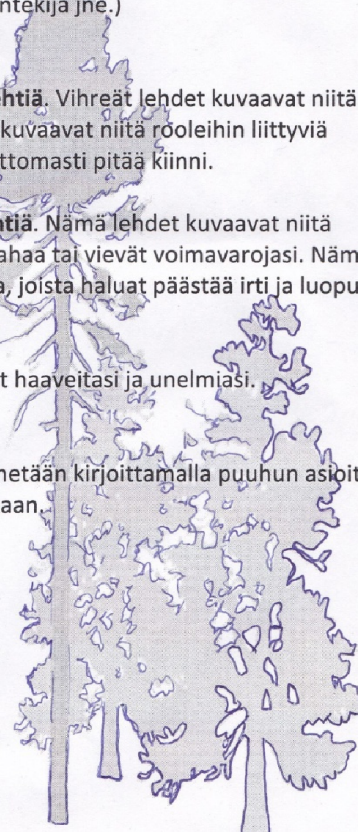 ntekijä jne.)
ehtiä. Vihreät lehdet kuvaavat niitä
kuvaavat niitä rooleihin liittyviä
ttomasti pitää kiinni.
htiä. Nämä lehdet kuvaavat niitä
ahaa tai vievät voimavarojasi. Näm
a, joista haluat päästää irti ja luopu
t haaveitasi ja unelmiasi.
netään kirjoittamalla puuhun asioit
aan.